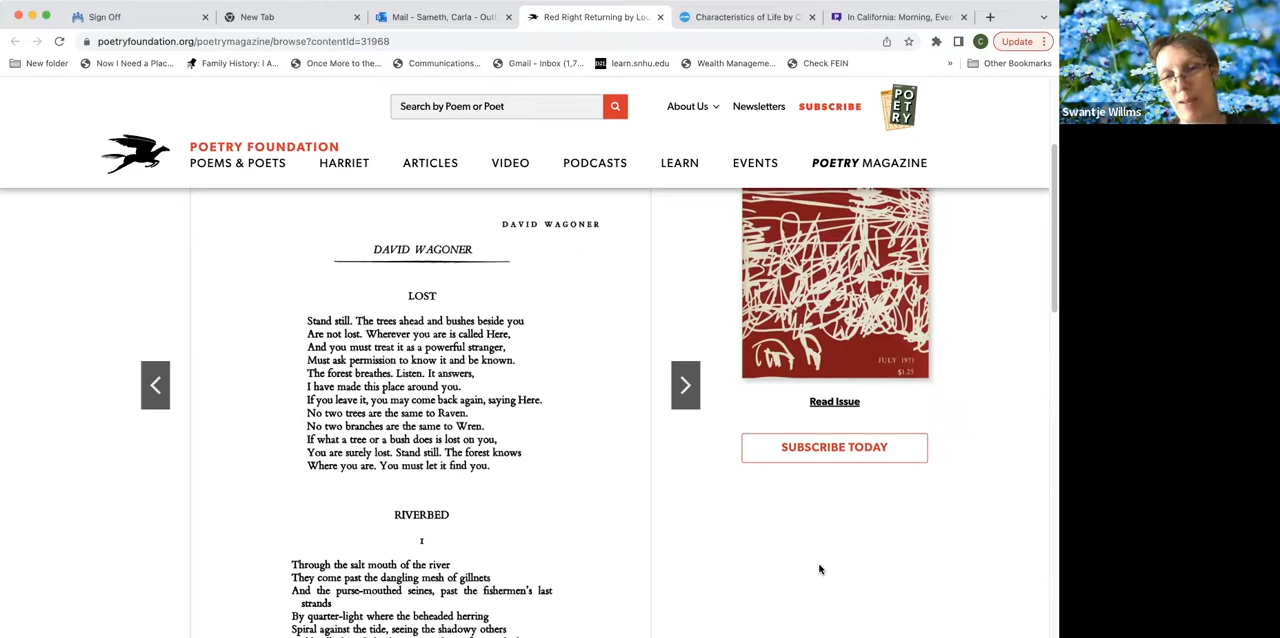 Sign Off
New Tab
Mail - Sameth, Carla - Outl
Red Right Returning by Lou
Characteristics of Life by C
In California: Morning, Ever
poetryfoundation.org/poetrymagazine/browse?contentId=31968
C
Update
New folder
Now I Need a Plac...
Family History: I A...
Once More to the...
Communications...
Gmail - Inbox (1,7...
learn.snhu.edu
Wealth Manageme...
Check FEIN
»
Other Bookmarks
Search by Poem or Poet
About Us
Newsletters
SUBSCRIBE
PO
ET
RY
POETRY FOUNDATION
POEMS & POETS
HARRIET
ARTICLES
VIDEO
PODCASTS
LEARN
EVENTS
POETRY MAGAZINE
Swantje Willms
DAVID WAGONER
DAVID WAGONER
LOST
Stand still. The trees ahead and bushes beside you
Are not lost. Wherever you are is called Here,
And you must treat it as a powerful stranger,
Must ask permission to know it and be known.
The forest breathes. Listen. It answers,
I have made this place around you.
If you leave it, you may come back again, saying Here.
No two trees are the same to Raven.
No two branches are the same to Wren.
If what a tree or a bush does is lost on you,
You are surely lost. Stand still. The forest knows
Where you are. You must let it find you.
RIVERBED
I
Through the salt mouth of the river
They come past the dangling mesh of gillnets
And the purse-mouthed seines, past the fishermen's last
strands
By quarter-light where the beheaded herring
Spiral against the tide, seeing the shadowy others
JULY 1971
$1.25
Read Issue
SUBSCRIBE TODAY